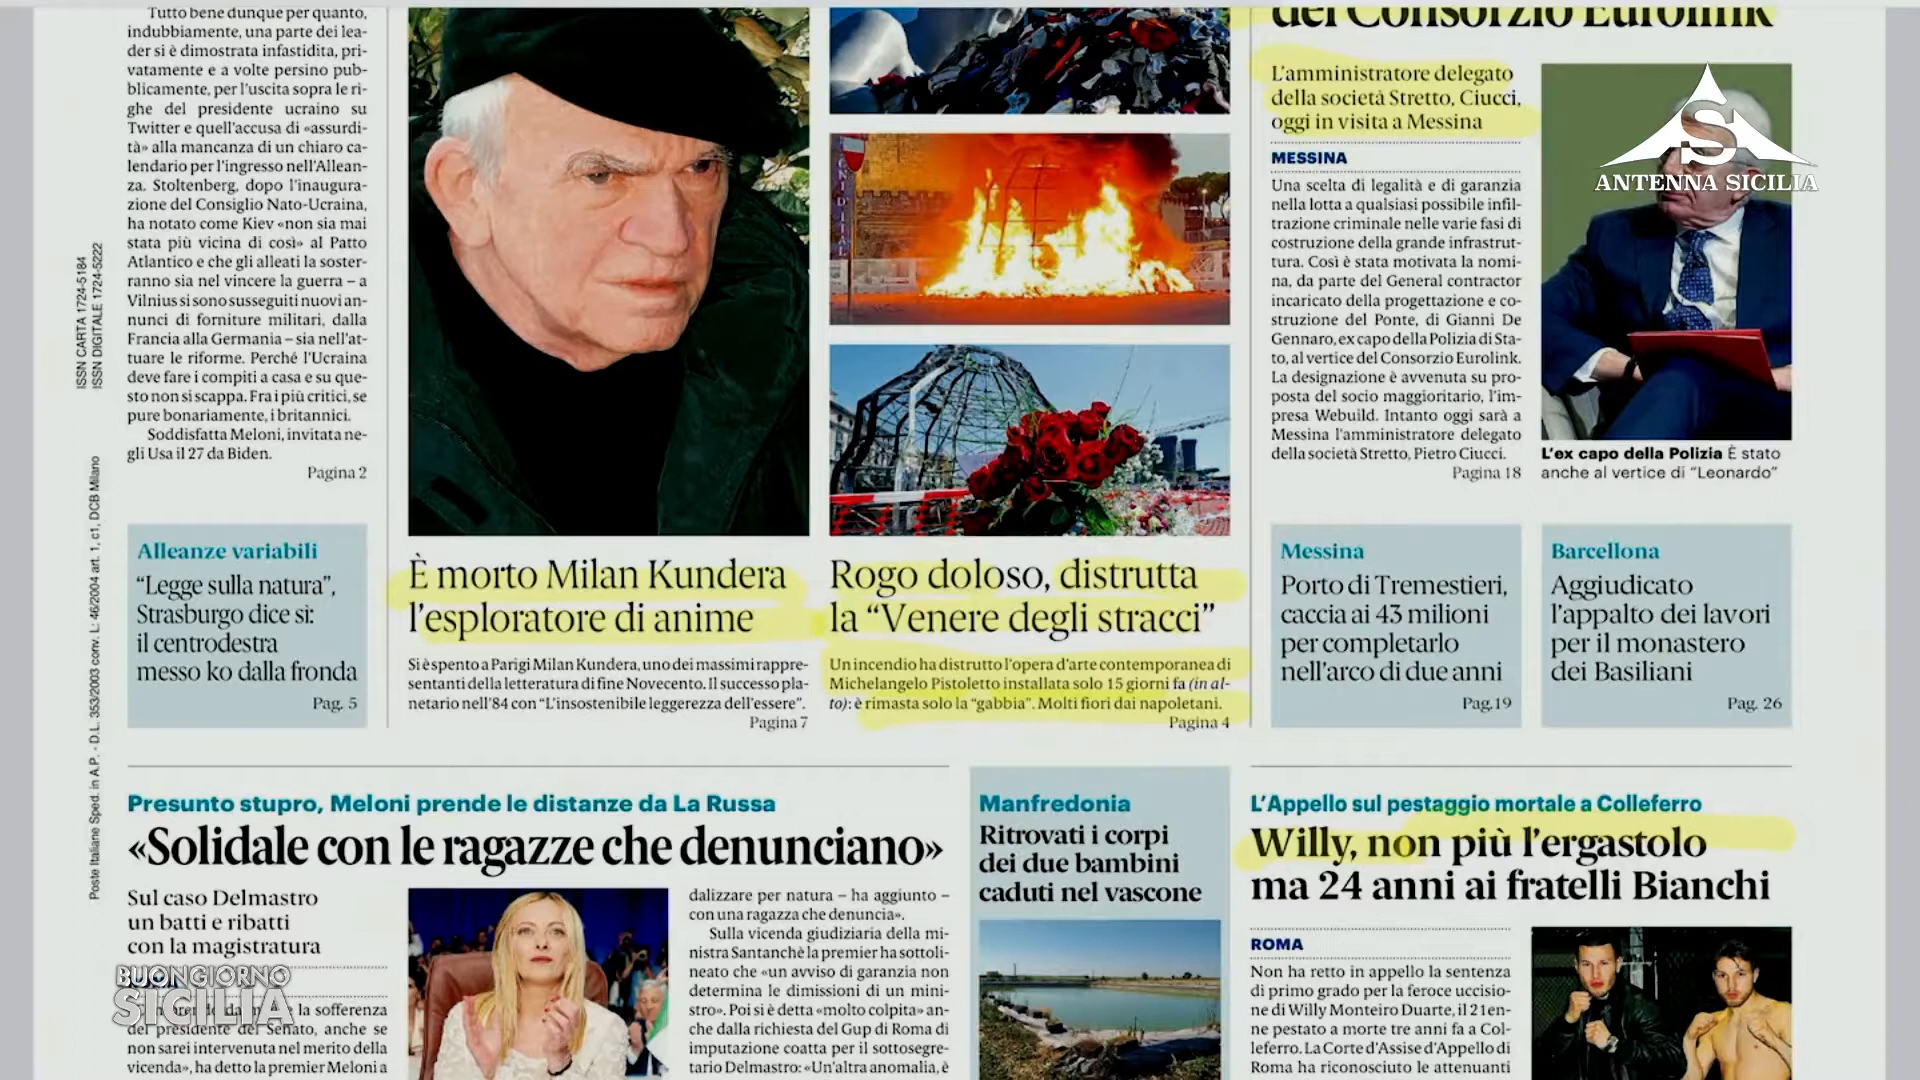 Tutto bene dunque per quanto,
indubbiamente, una parte dei lea-
der si è dimostrata infastidita, pri-
vatamente e a volte persino pub-
blicamente, per l'uscita sopra le ri-
ghe del presidente ucraino su
Twitter e quell'accusa di «assurdi-
tà» alla mancanza di un chiaro ca-
lendario per l'ingresso nell'Allean-
za. Stoltenberg, dopo l'inaugura-
zione del Consiglio Nato-Ucraina,
ha notato come Kiev «non sia mai
stata più vicina di così» al Patto
Atlantico e che gli alleati la soster-
ranno sia nel vincere la guerra – a
Vilnius si sono susseguiti nuovi an-
nunci di forniture militari, dalla
Francia alla Germania – sia nell'at-
tuare le riforme. Perché l'Ucraina
deve fare i compiti a casa e su que-
sto non si scappa. Fra i più critici, se
pure bonariamente, i britannici.
Soddisfatta Meloni, invitata ne-
gli Usa il 27 da Biden.
Pagina 2
ISSN CARTA 1724-5184
ISSN DIGITALE 1724-5222
Poste Italiane Sped. in A.P. - D.L. 353/2003 conv. L: 46/2004 art. 1, c1, DCB Milano
Alleanze variabili
“Legge sulla natura”,
Strasburgo dice sì:
il centrodestra
messo ko dalla fronda
Pag. 5
È morto Milan Kundera
l'esploratore di anime
Si è spento a Parigi Milan Kundera, uno dei massimi rappre-
sentanti della letteratura di fine Novecento. Il successo pla-
netario nell'84 con “L'insostenibile leggerezza dell'essere”.
Pagina 7
Rogo doloso, distrutta
la “Venere degli stracci”
Un incendio ha distrutto l'opera d'arte contemporanea di
Michelangelo Pistoletto installata solo 15 giorni fa (in al-
to): è rimasta solo la “gabbia”. Molti fiori dai napoletani.
Pagina 4
del Consorzio Eurolink
L'amministratore delegato
della società Stretto, Ciucci,
oggi in visita a Messina
MESSINA
Una scelta di legalità e di garanzia
nella lotta a qualsiasi possibile infil-
trazione criminale nelle varie fasi di
costruzione della grande infrastrut-
tura. Così è stata motivata la nomi-
na, da parte del General contractor
incaricato della progettazione e co-
struzione del Ponte, di Gianni De
Gennaro, ex capo della Polizia di Sta-
to, al vertice del Consorzio Eurolink.
La designazione è avvenuta su pro-
posta del socio maggioritario, l'im-
presa Webuild. Intanto oggi sarà a
Messina l'amministratore delegato
della società Stretto, Pietro Ciucci.
Pagina 18
S
ANTENNA SICILIA
L'ex capo della Polizia È stato
anche al vertice di “Leonardo”
Messina
Porto di Tremestieri,
caccia ai 43 milioni
per completarlo
nell'arco di due anni
Pag.19
Barcellona
Aggiudicato
l'appalto dei lavori
per il monastero
dei Basiliani
Pag. 26
Presunto stupro, Meloni prende le distanze da La Russa
«Solidale con le ragazze che denunciano»
Sul caso Delmastro
un batti e ribatti
con la magistratura
BUONGIORNO
SICILIA
la sofferenza
del presidente del Senato, anche se
non sarei intervenuta nel merito della
vicenda», ha detto la premier Meloni a
dalizzare per natura – ha aggiunto –
con una ragazza che denuncia».
Sulla vicenda giudiziaria della mi-
nistra Santanchè la premier ha sottoli-
neato che «un avviso di garanzia non
determina le dimissioni di un mini-
stro». Poi si è detta «molto colpita» an-
che dalla richiesta del Gup di Roma di
imputazione coatta per il sottosegre-
tario Delmastro: «Un'altra anomalia, è
Manfredonia
Ritrovati i corpi
dei due bambini
caduti nel vascone
L'Appello sul pestaggio mortale a Colleferro
Willy, non più l'ergastolo
ma 24 anni ai fratelli Bianchi
ROMA
Non ha retto in appello la sentenza
di primo grado per la feroce uccisio-
ne di Willy Monteiro Duarte, il 21en-
ne pestato a morte tre anni fa a Col-
leferro. La Corte d'Assise d'Appello di
Roma ha riconosciuto le attenuanti